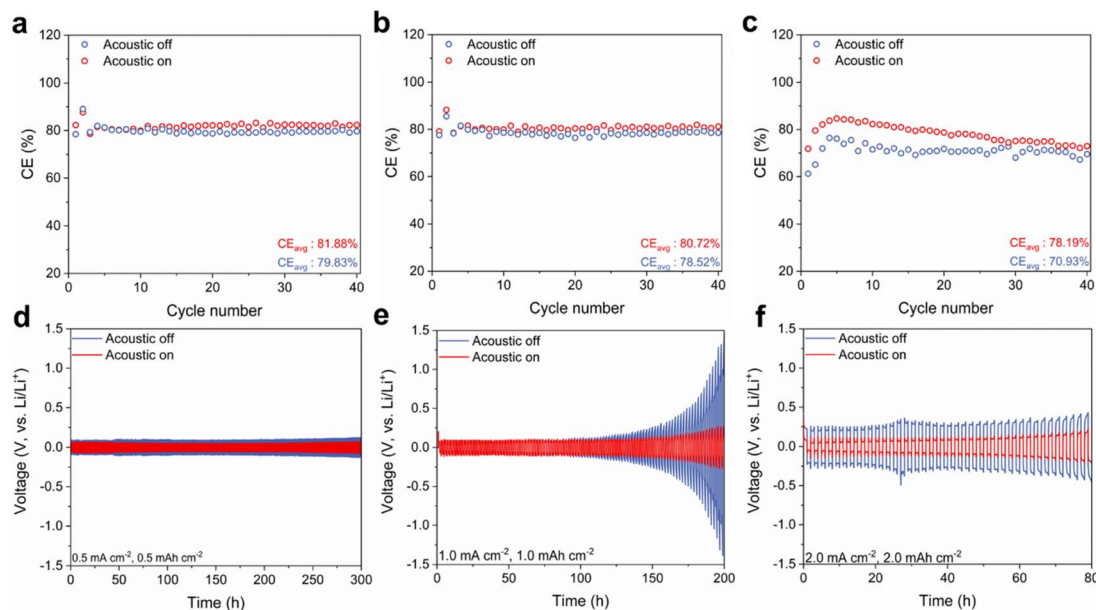 a
120
100
80
60
40
20
CE (%)
Acoustic off
Acoustic on
CEavg : 81.88%
CEavg : 79.83%
0 10 20 30 40
Cycle number
b
120
100
80
60
40
20
CE (%)
Acoustic off
Acoustic on
CEavg : 80.72%
CEavg : 78.52%
0 10 20 30 40
Cycle number
c
120
100
80
60
40
20
CE (%)
Acoustic off
Acoustic on
CEavg : 78.19%
CEavg : 70.93%
0 10 20 30 40
Cycle number
d
1.5
1.0
0.5
0.0
-0.5
-1.0
-1.5
Voltage (V, vs. Li/Li⁺)
Acoustic off
Acoustic on
0.5 mA cm⁻², 0.5 mAh cm⁻²
0 50 100 150 200 250 300
Time (h)
e
1.5
1.0
0.5
0.0
-0.5
-1.0
-1.5
Voltage (V, vs. Li/Li⁺)
Acoustic off
Acoustic on
1.0 mA cm⁻², 1.0 mAh cm⁻²
0 50 100 150 200
Time (h)
f
1.5
1.0
0.5
0.0
-0.5
-1.0
-1.5
Voltage (V, vs. Li/Li⁺)
Acoustic off
Acoustic on
2.0 mA cm⁻², 2.0 mAh cm⁻²
0 20 40 60 80
Time (h)